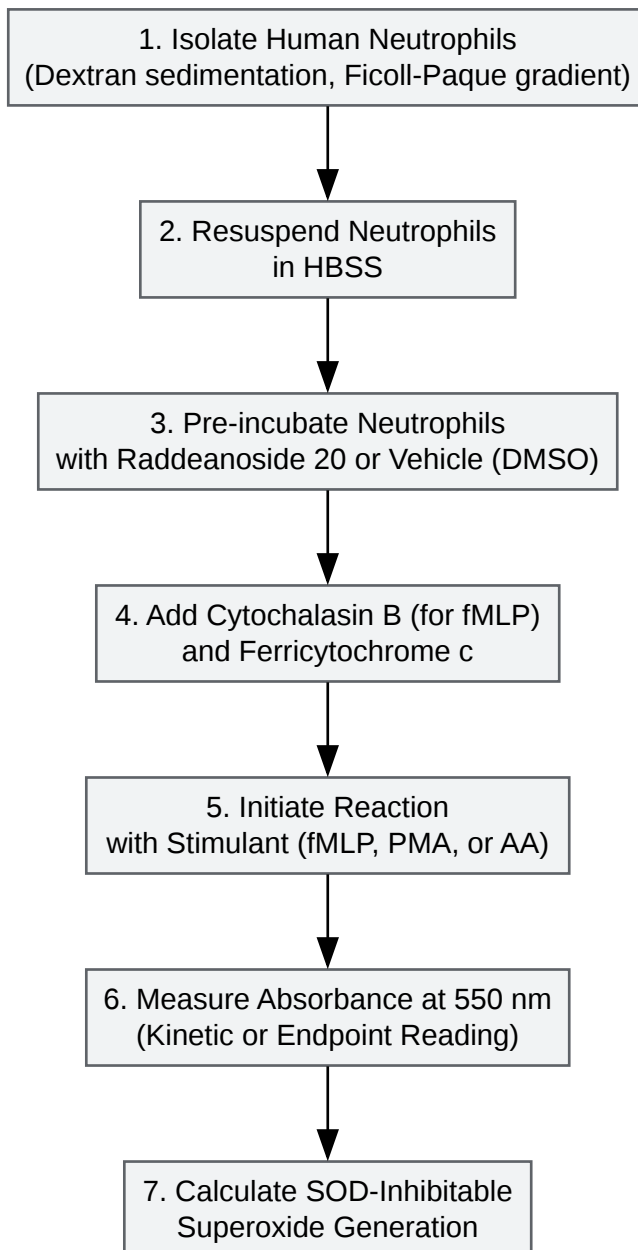 1. Isolate Human Neutrophils
(Dextran sedimentation, Ficoll-Paque gradient)
2. Resuspend Neutrophils
in HBSS
3. Pre-incubate Neutrophils
with Raddeanoside 20 or Vehicle (DMSO)
4. Add Cytochalasin B (for fMLP)
and Ferricytochrome c
5. Initiate Reaction
with Stimulant (fMLP, PMA, or AA)
6. Measure Absorbance at 550 nm
(Kinetic or Endpoint Reading)
7. Calculate SOD-Inhibitable
Superoxide Generation